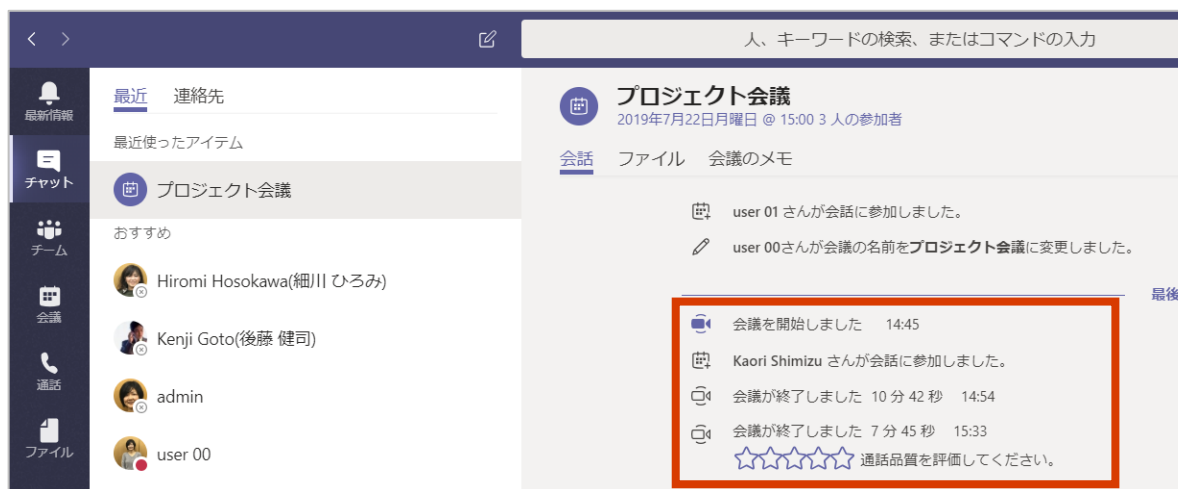 人、キーワードの検索、またはコマンドの入力
最新情報
チャット
チーム
会議
通話
ファイル
最近 連絡先
最近使ったアイテム
プロジェクト会議
おすすめ
Hiromi Hosokawa(細川 ひろみ)
Kenji Goto(後藤 健司)
admin
user 00
プロジェクト会議
2019年7月22日月曜日 @ 15:00 3 人の参加者
会話 ファイル 会議のメモ
user 01 さんが会話に参加しました。
user 00さんが会議の名前をプロジェクト会議に変更しました。
最後
会議を開始しました 14:45
Kaori Shimizu さんが会話に参加しました。
会議が終了しました 10 分 42 秒 14:54
会議が終了しました 7 分 45 秒 15:33
通話品質を評価してください。